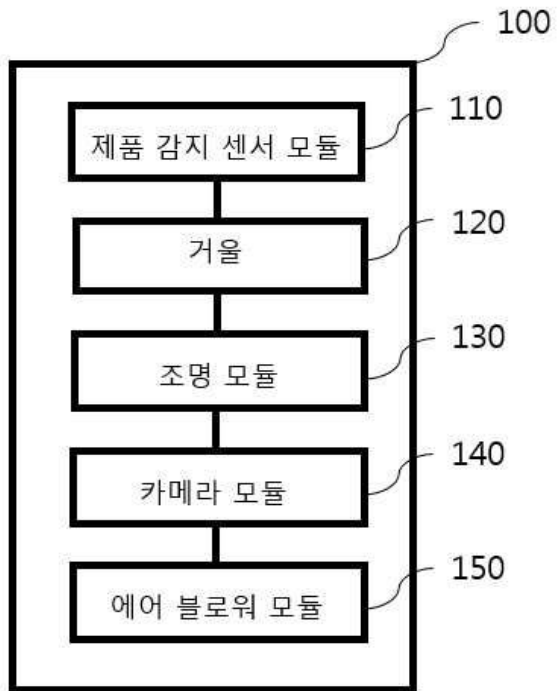 100
제품 감지 센서 모듈 110
거울 120
조명 모듈 130
카메라 모듈 140
에어 블로워 모듈 150